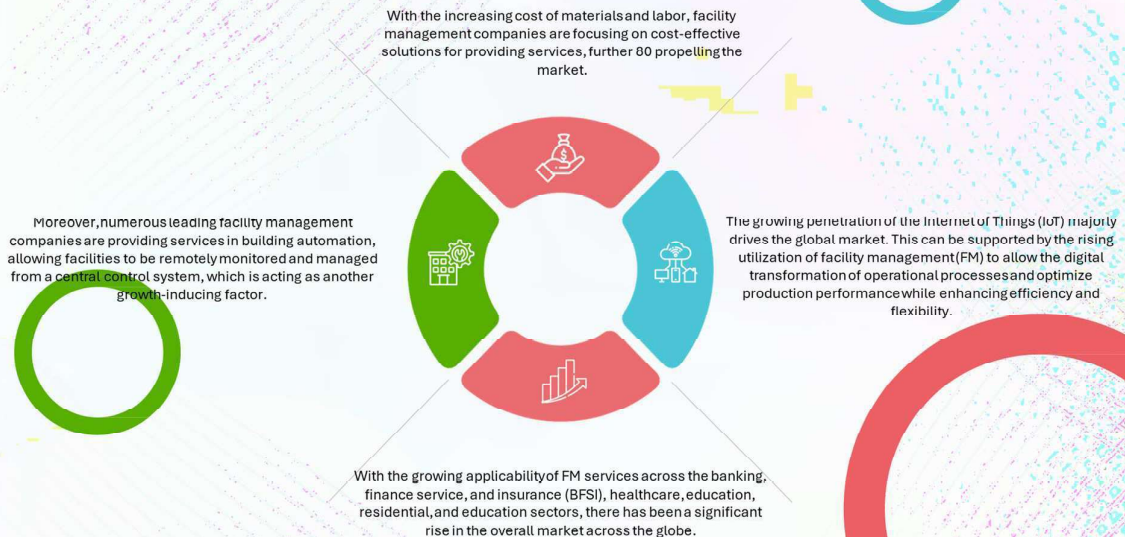 With the increasing cost of materials and labor, facility
management companies are focusing on cost-effective
solutions for providing services, further 80 propelling the
market.
Moreover, numerous leading facility management
companies are providing services in building automation,
allowing facilities to be remotely monitored and managed
from a central control system, which is acting as another
growth-inducing factor.
The growing penetration of the Internet of Things (IoT) majorly
drives the global market. This can be supported by the rising
utilization of facility management (FM) to allow the digital
transformation of operational processes and optimize
production performance while enhancing efficiency and
flexibility.
With the growing applicability of FM services across the banking,
finance service, and insurance (BFSI), healthcare, education,
residential, and education sectors, there has been a significant
rise in the overall market across the globe.